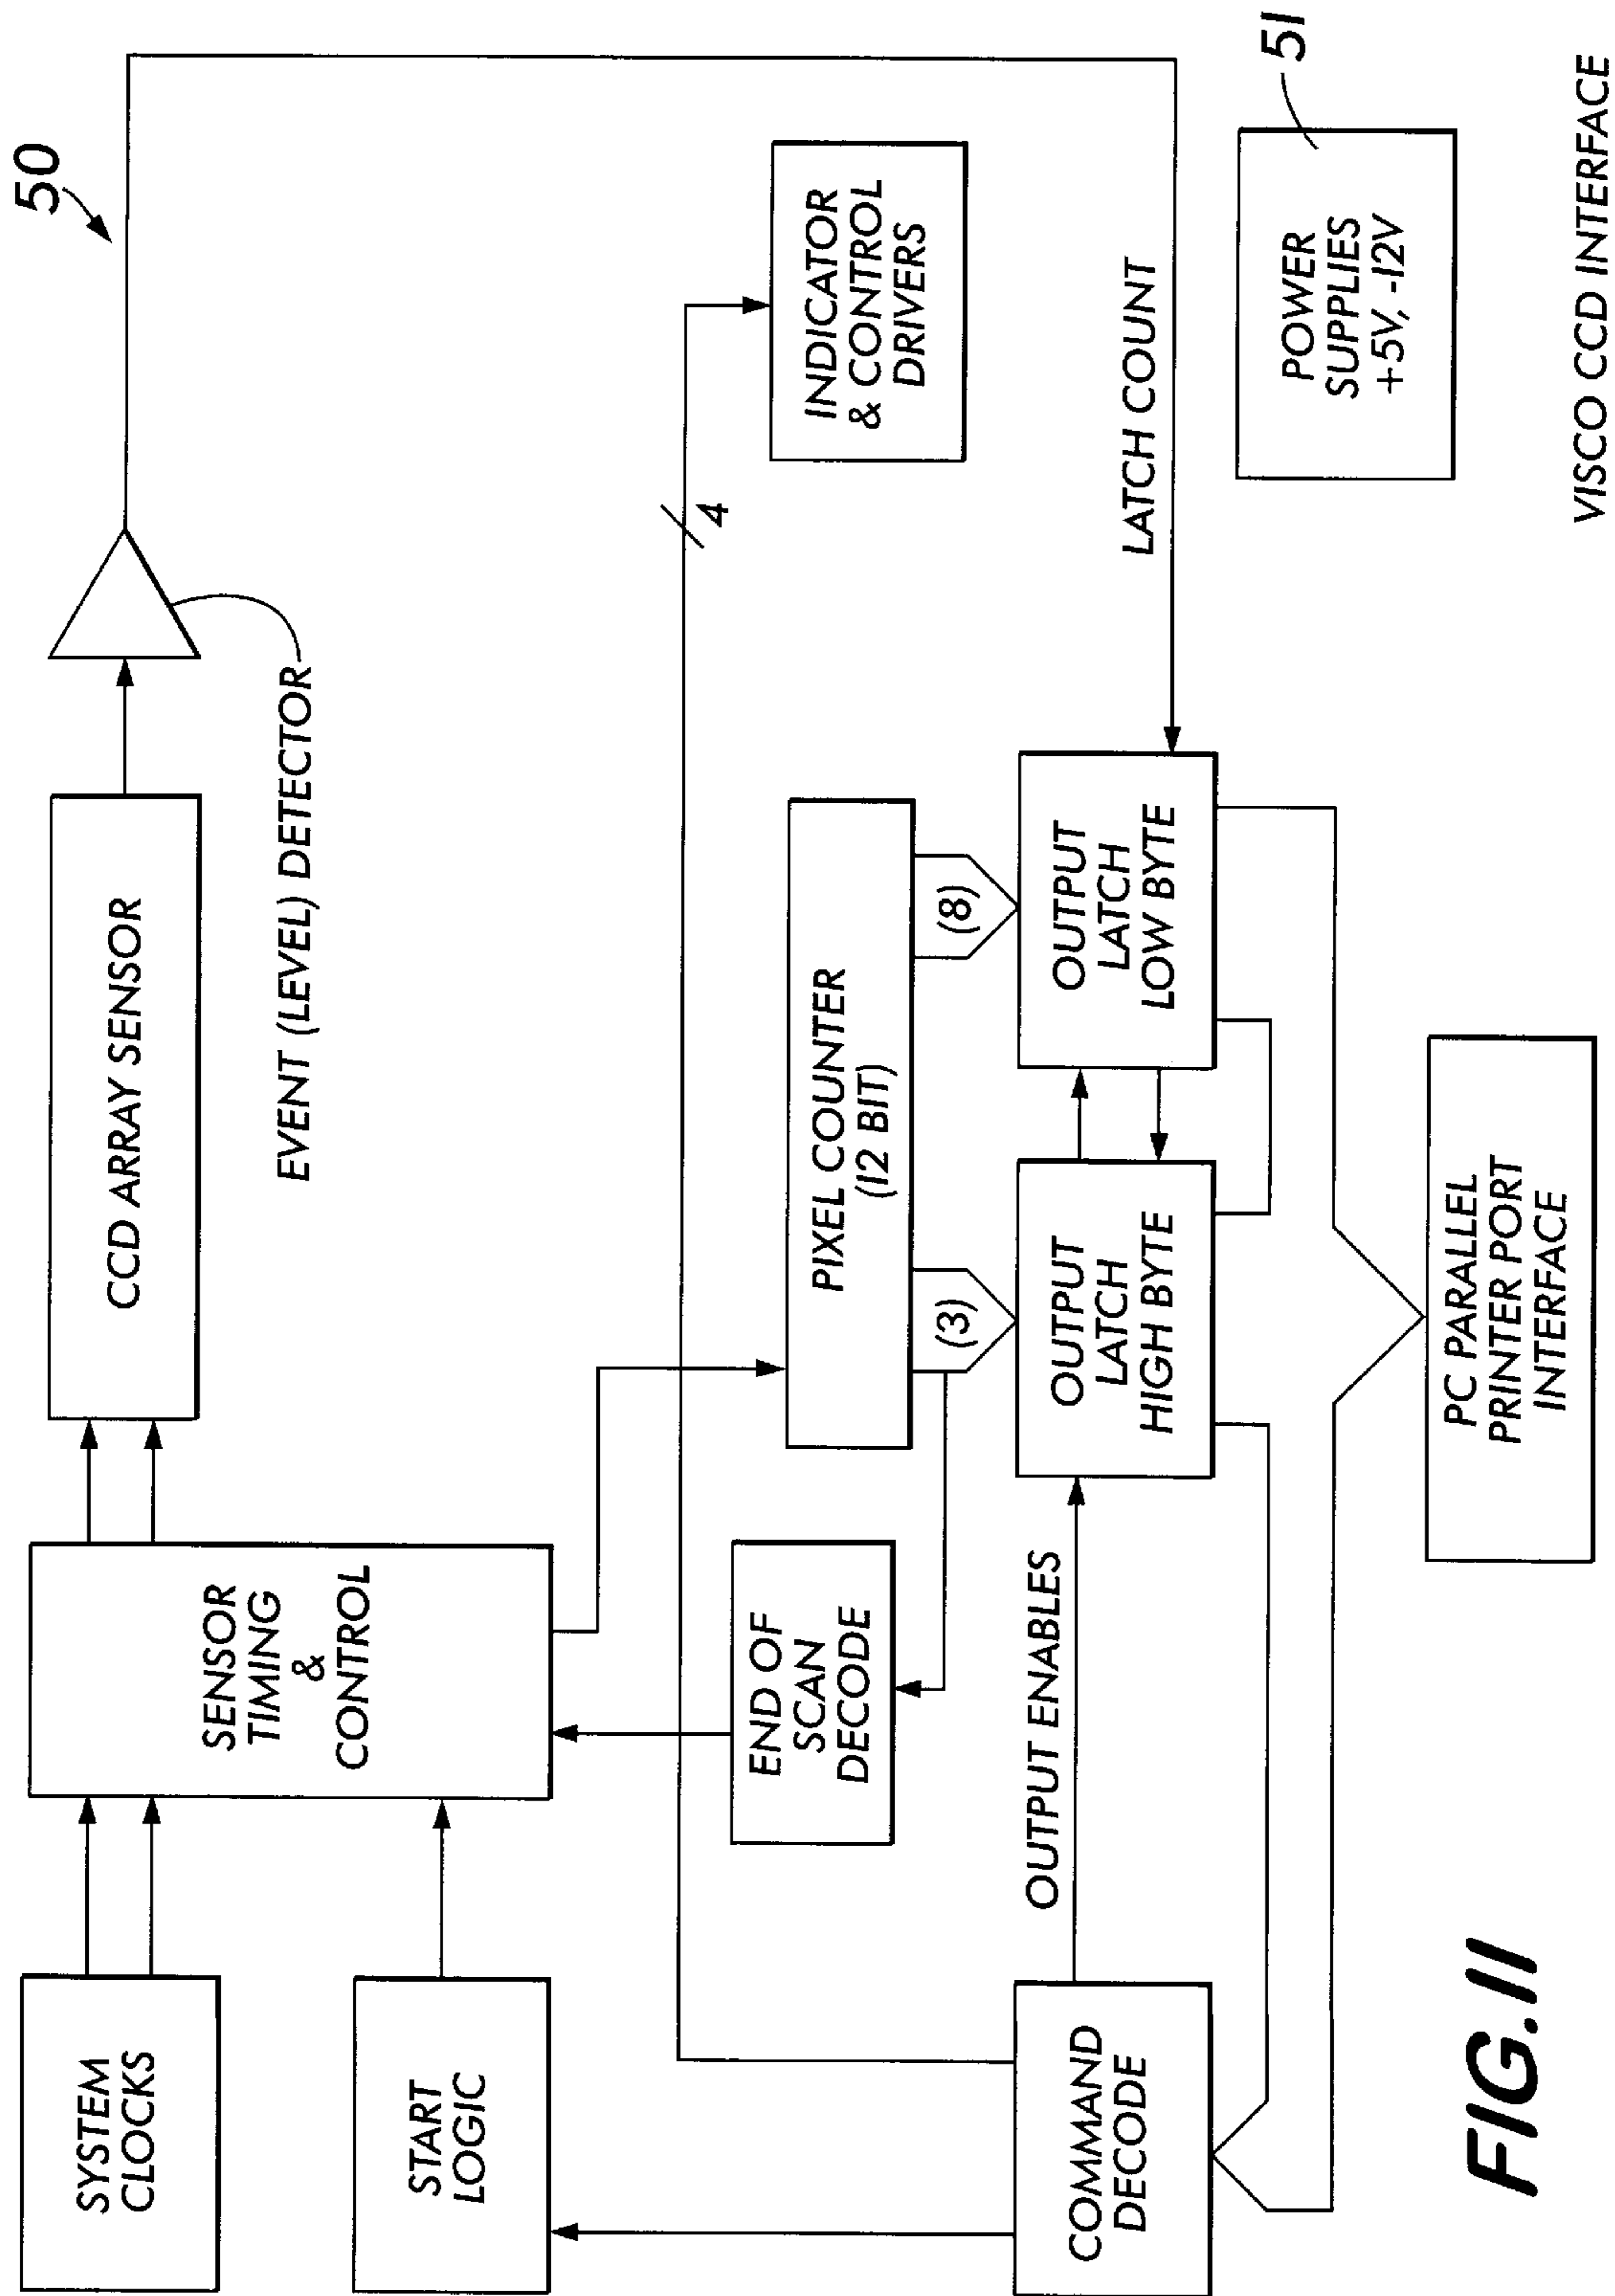 50
SYSTEM
CLOCKS
SENSOR
TIMING
&
CONTROL
CCD ARRAY SENSOR
EVENT (LEVEL) DETECTOR
START
LOGIC
4
INDICATOR
& CONTROL
DRIVERS
END OF
SCAN
DECODE
PIXEL COUNTER
(12 BIT)
(3)
(8)
COMMAND
DECODE
OUTPUT ENABLES
OUTPUT
LATCH
HIGH BYTE
OUTPUT
LATCH
LOW BYTE
LATCH COUNT
51
POWER
SUPPLIES
+5V, -12V
PC PARALLEL
PRINTER PORT
INTERFACE
FIG.11
VISCO CCD INTERFACE